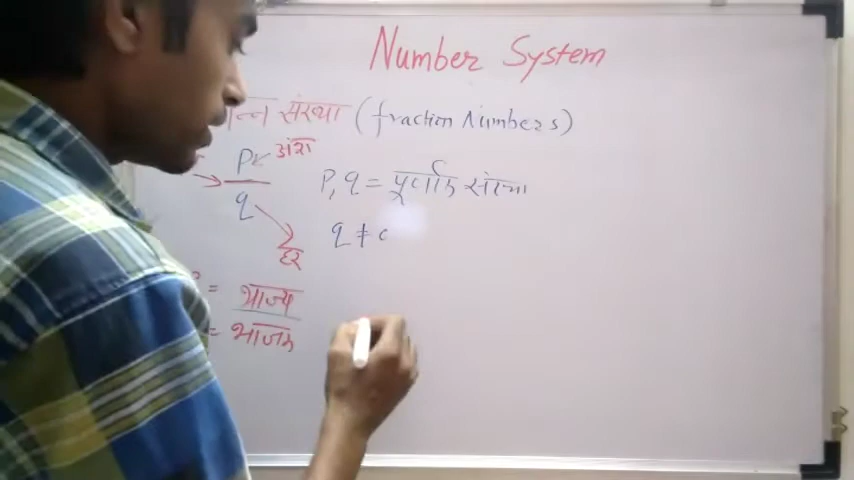 Number System
संख्या (fraction Numbers)
P अंश
q
हर
P, q = पूर्णांक संख्या
q ≠ 0
= भाज्य
= भाजक